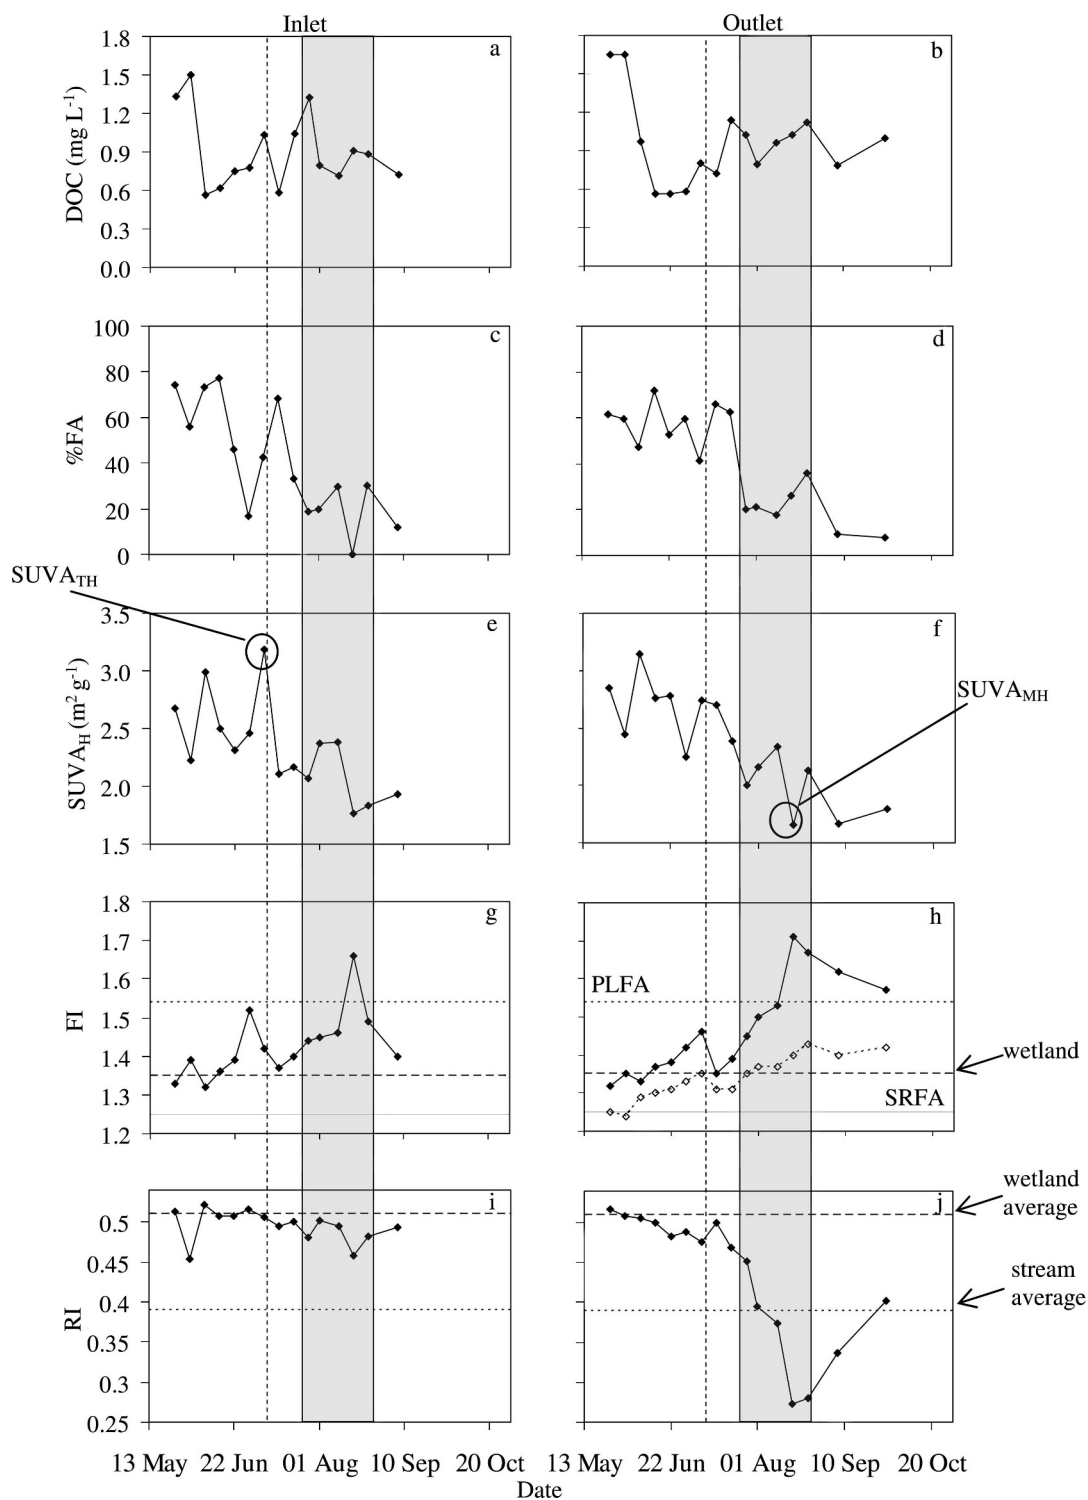 Inlet
Outlet
a
b
1.8
1.5
1.2
0.9
0.6
0.3
0.0
DOC (mg L-1)
c
d
100
80
60
40
20
0
%FA
SUVATH
e
f
3.5
3.0
2.5
2.0
1.5
SUVAH (m2 g-1)
SUVAMH
g
h
1.8
1.7
1.6
1.5
1.4
1.3
1.2
FI
PLFA
wetland
SRFA
i
j
0.5
0.45
0.4
0.35
0.3
0.25
RI
wetland
average
stream
average
13 May 22 Jun 01 Aug 10 Sep 20 Oct
13 May 22 Jun 01 Aug 10 Sep 20 Oct
Date